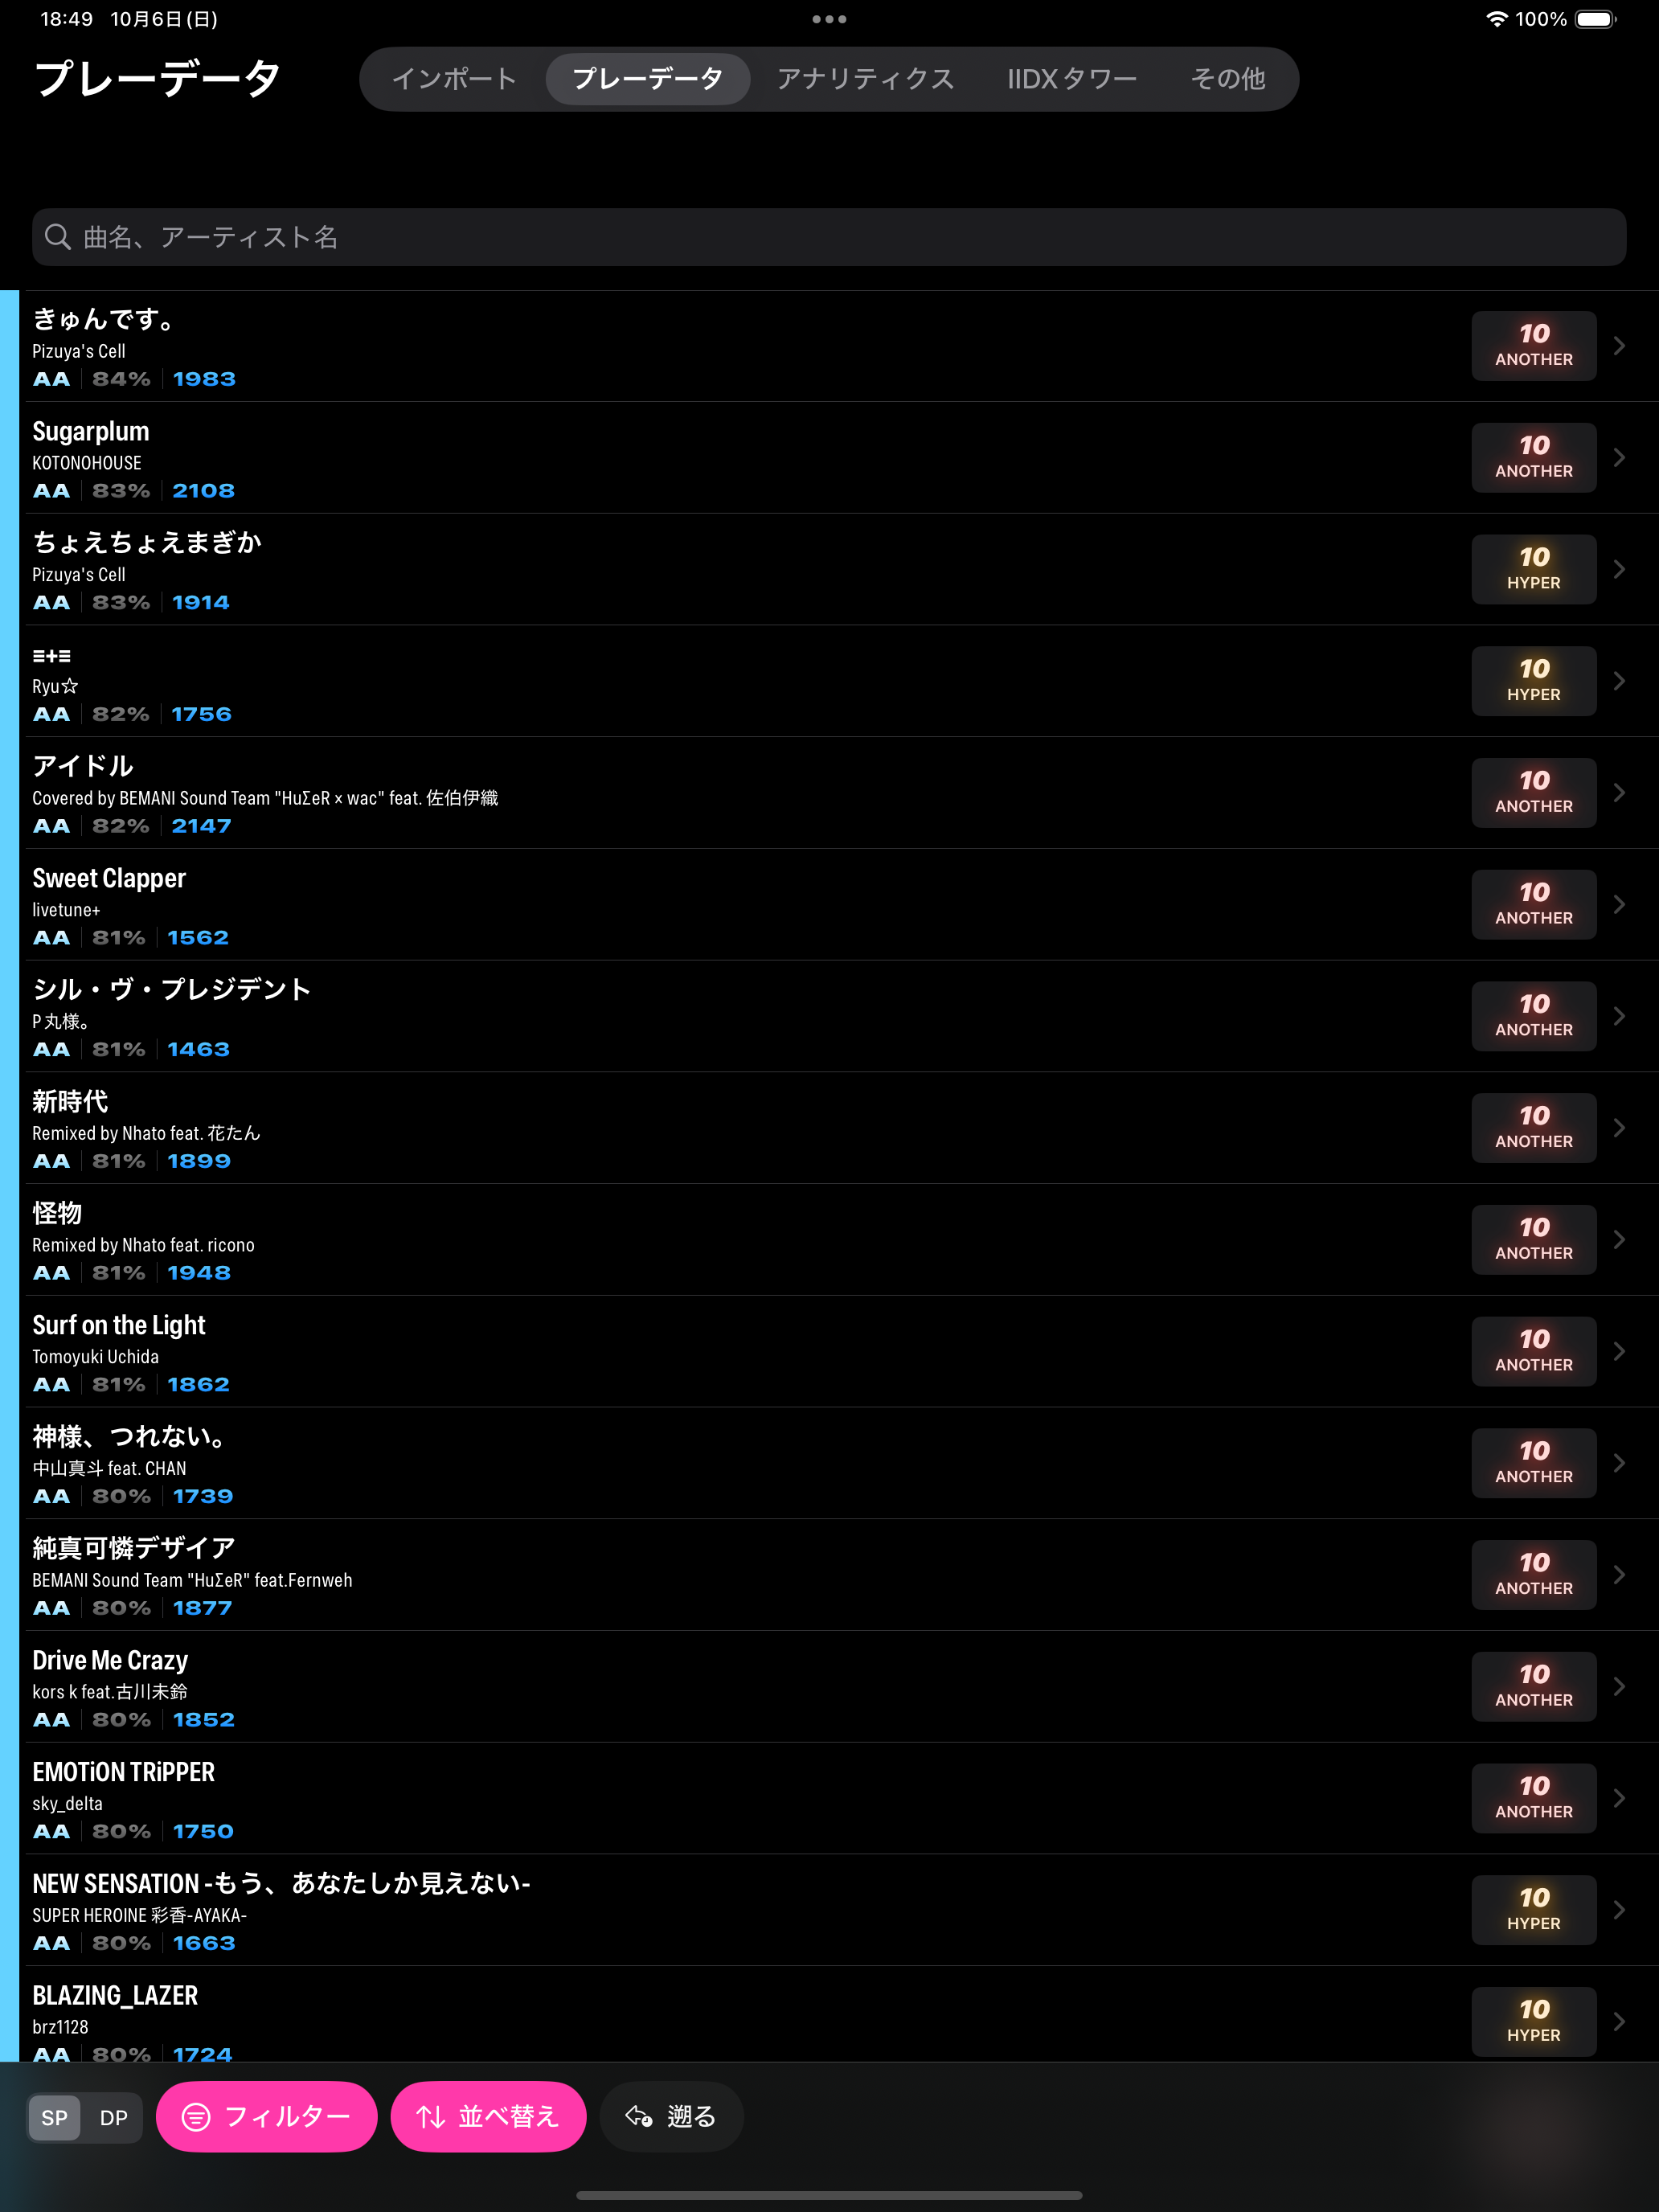 18:49 10月6日(日)
100%
プレーデータ
インポート プレーデータ アナリティクス IIDXタワー その他
曲名、アーティスト名
きゅんです。
Pizuya's Cell
AA 84% 1983
10
ANOTHER
Sugarplum
KOTONOHOUSE
AA 83% 2108
10
ANOTHER
ちょえちょえまぎか
Pizuya's Cell
AA 83% 1914
10
HYPER
≡+≡
Ryu☆
AA 82% 1756
10
HYPER
アイドル
Covered by BEMANI Sound Team "HuΣeR × wac" feat. 佐伯伊織
AA 82% 2147
10
ANOTHER
Sweet Clapper
livetune+
AA 81% 1562
10
ANOTHER
シル・ヴ・プレジデント
P丸様。
AA 81% 1463
10
ANOTHER
新時代
Remixed by Nhato feat. 花たん
AA 81% 1899
10
ANOTHER
怪物
Remixed by Nhato feat. ricono
AA 81% 1948
10
ANOTHER
Surf on the Light
Tomoyuki Uchida
AA 81% 1862
10
ANOTHER
神様、つれない。
中山真斗 feat. CHAN
AA 80% 1739
10
ANOTHER
純真可憐デザイア
BEMANI Sound Team "HuΣeR" feat.Fernweh
AA 80% 1877
10
ANOTHER
Drive Me Crazy
kors k feat.古川未鈴
AA 80% 1852
10
ANOTHER
EMOTiON TRiPPER
sky_delta
AA 80% 1750
10
ANOTHER
NEW SENSATION -もう、あなたしか見えない-
SUPER HEROINE 彩香-AYAKA-
AA 80% 1663
10
HYPER
BLAZING_LAZER
brz1128
AA 80% 1724
10
HYPER
SP DP フィルター 並べ替え 遡る